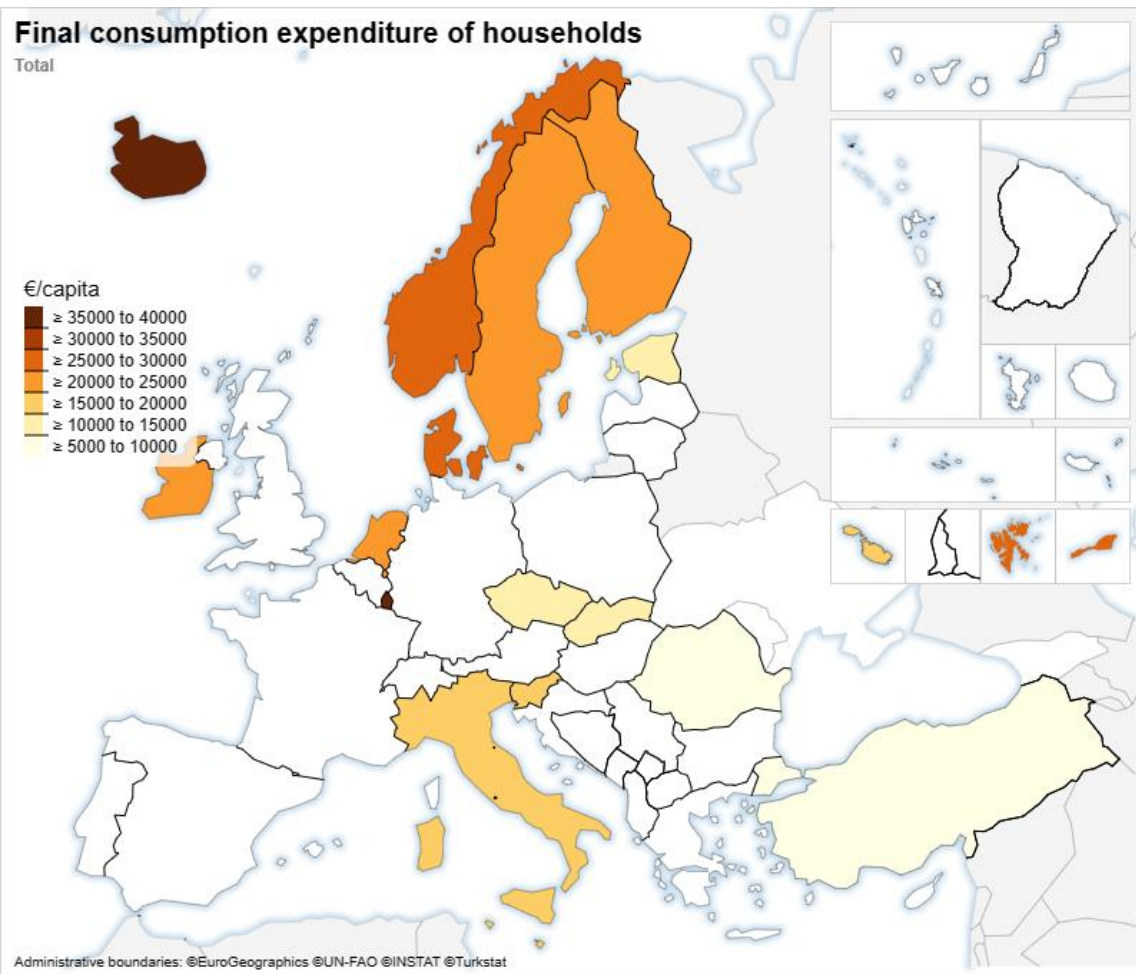 Final consumption expenditure of households
Total
€/capita
≥ 35000 to 40000
≥ 30000 to 35000
≥ 25000 to 30000
≥ 20000 to 25000
≥ 15000 to 20000
≥ 10000 to 15000
≥ 5000 to 10000
Administrative boundaries: ©EuroGeographics ©UN-FAO ©INSTAT ©Turkstat